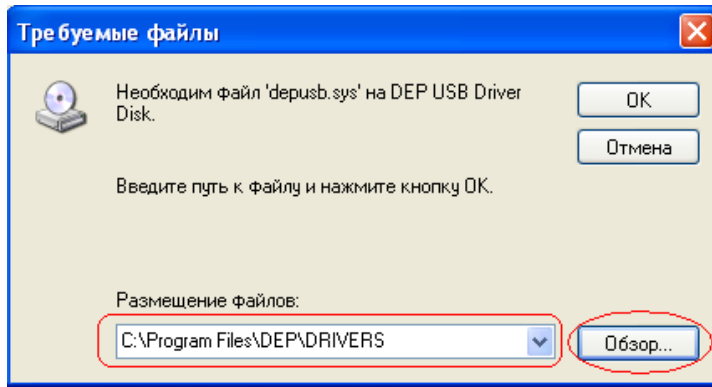 Требуемые файлы
Необходим файл 'depusb.sys' на DEP USB Driver
Disk.
OK
Отмена
Введите путь к файлу и нажмите кнопку OK.
Размещение файлов:
C:\Program Files\DEP\DRIVERS
Обзор...